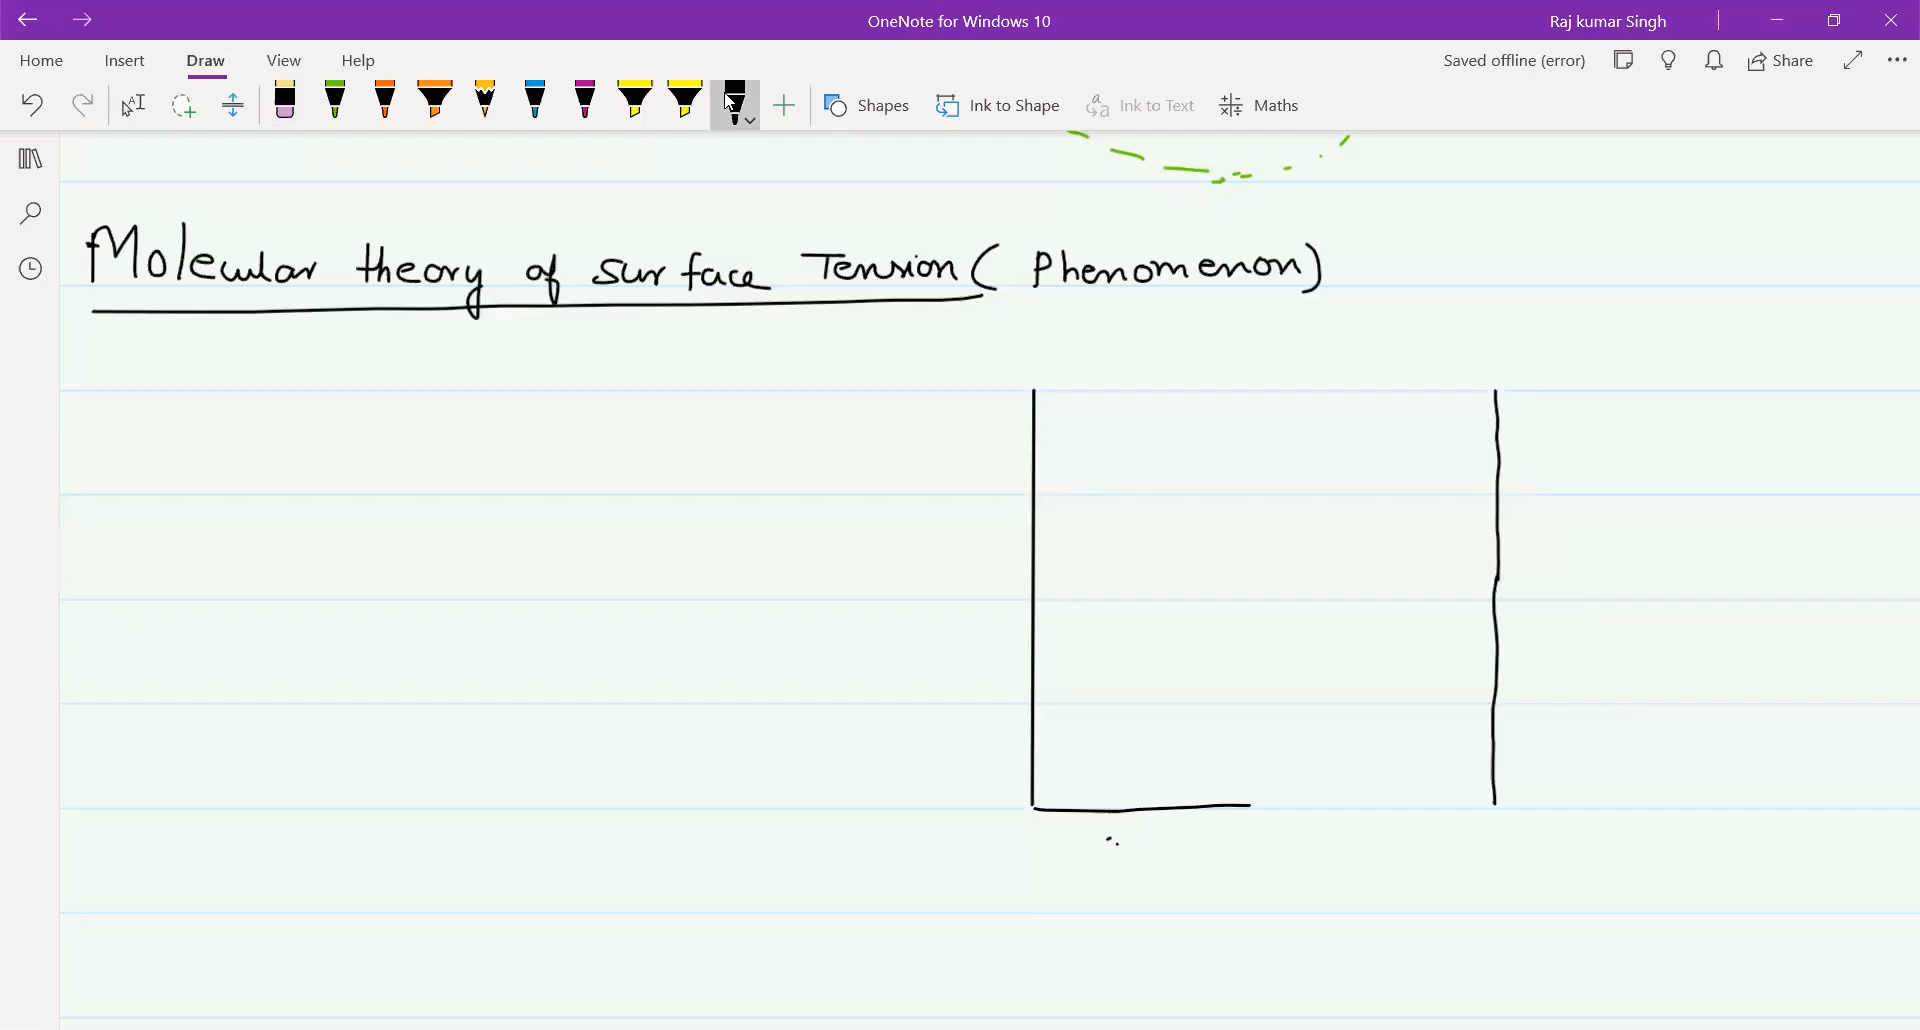 OneNote for Windows 10
Raj kumar Singh
Home Insert Draw View Help
Saved offline (error) Share
Shapes Ink to Shape Ink to Text Maths
Molecular theory of surface Tension ( Phenomenon)